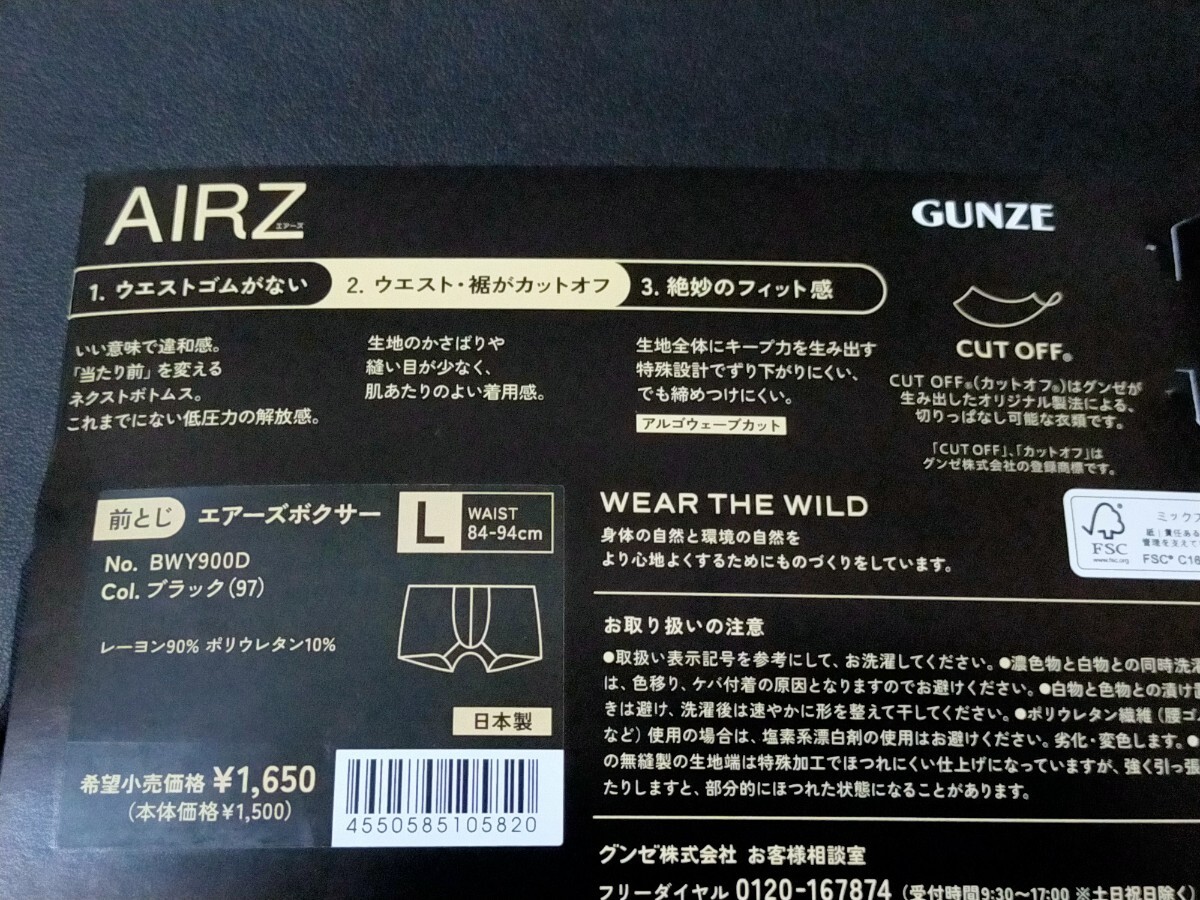 AIRZ
エアーズ
GUNZE
1. ウエストゴムがない
2. ウエスト・裾がカットオフ
3. 絶妙のフィット感
いい意味で違和感。
「当たり前」を変える
ネクストボトムス。
これまでにない低圧力の解放感。
生地のかさばりや
縫い目が少なく、
肌あたりのよい着用感。
生地全体にキープ力を生み出す
特殊設計でずり下がりにくい、
でも締めつけにくい。
アルゴウェーブカット
CUT OFF®
CUT OFF®(カットオフ®)はグンゼが
生み出したオリジナル製法による、
切りっぱなし可能な衣類です。
「CUT OFF」、「カットオフ」は
グンゼ株式会社の登録商標です。
前とじ エアーズボクサー
L WAIST
84-94cm
No. BWY900D
Col. ブラック(97)
レーヨン90% ポリウレタン10%
日本製
希望小売価格 ¥1,650
(本体価格¥1,500)
4550585105820
WEAR THE WILD
身体の自然と環境の自然を
より心地よくするためにものづくりをしています。
FSC
www.fsc.org
ミックス
紙|責任ある
管理を支えて
FSC® C16
お取り扱いの注意
●取扱い表示記号を参考にして、お洗濯してください。●濃色物と白物との同時洗濯
は、色移り、ケバ付着の原因となりますのでお避けください。●白物と色物との漬け置
きは避け、洗濯後は速やかに形を整えて干してください。●ポリウレタン繊維(腰ゴ
など)使用の場合は、塩素系漂白剤の使用はお避けください。劣化・変色します。●
の無縫製の生地端は特殊加工でほつれにくい仕上げになっていますが、強く引っ張
たりしますと、部分的にほつれた状態になることがあります。
グンゼ株式会社 お客様相談室
フリーダイヤル 0120-167874 (受付時間9:30〜17:00 ※土日祝日除く)